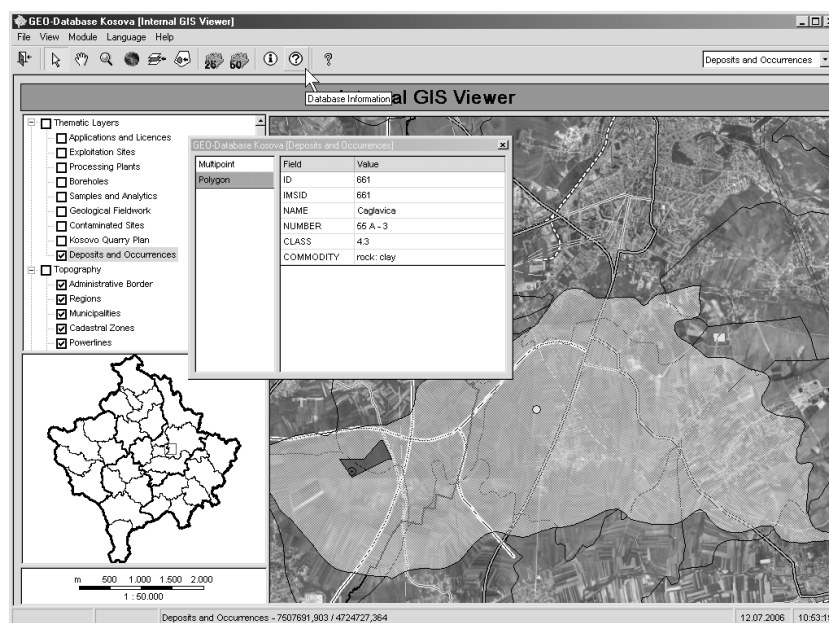 GEO-Database Kosova [Internal GIS Viewer]
File View Module Language Help
25 50 Deposits and Occurrences
Database Information
al GIS Viewer
Thematic Layers
Applications and Licences
Exploitation Sites
Processing Plants
Boreholes
Samples and Analytics
Geological Fieldwork
Contaminated Sites
Kosovo Quarry Plan
Deposits and Occurrences
Topography
Administrative Border
Regions
Municipalities
Cadastral Zones
Powerlines
GEO-Database Kosova [Deposits and Occurrences]
Multipoint
Polygon
Field Value
ID 661
IMSID 661
NAME Caglavica
NUMBER 55 A - 3
CLASS 4.3
COMMODITY rock: clay
m 500 1.000 1.500 2.000
1 : 50.000
Deposits and Occurrences - 7507691,903 / 4724727,364 12.07.2006 10:53:19